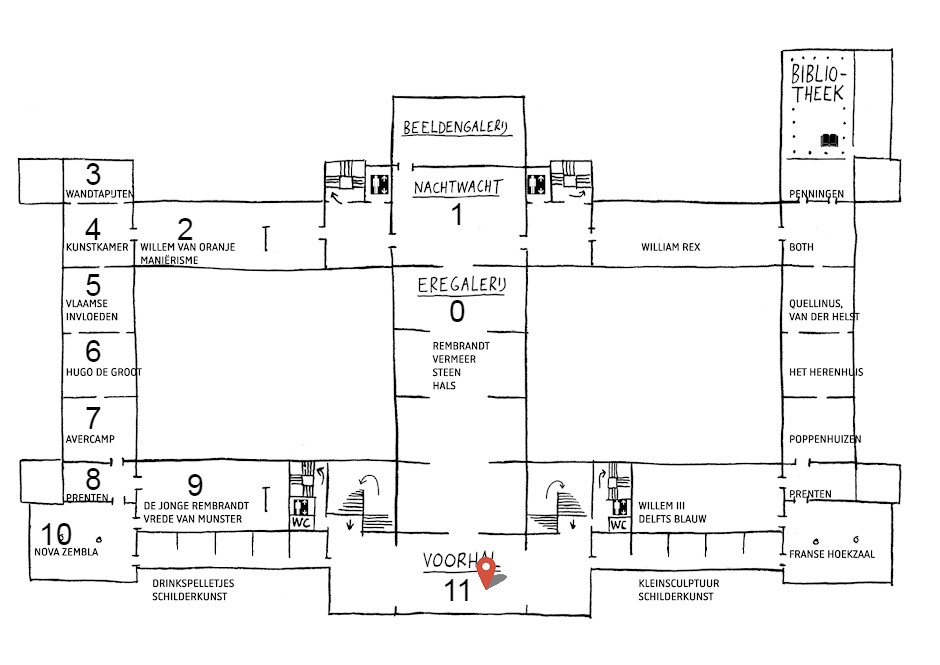 BIBLIO-
THEEK
BEELDENGALERIJ
3
WANDTAPIJTEN
NACHTWACHT
1
PENNINGEN
4
KUNSTKAMER
2
WILLEM VAN ORANJE
MANIËRISME
WILLIAM REX
BOTH
5
VLAAMSE
INVLOEDEN
EREGALERIJ
0
QUELLINUS,
VAN DER HELST
6
HUGO DE GROOT
REMBRANDT
VERMEER
STEEN
HALS
HET HERENHUIS
7
AVERCAMP
POPPENHUIZEN
8
PRENTEN
9
DE JONGE REMBRANDT
VREDE VAN MUNSTER
WC
WC
WILLEM III
DELFTS BLAUW
PRENTEN
10
NOVA ZEMBLA
VOORHAL
11
FRANSE HOEKZAAL
DRINKSPELLETJES
SCHILDERKUNST
KLEINSCULPTUUR
SCHILDERKUNST